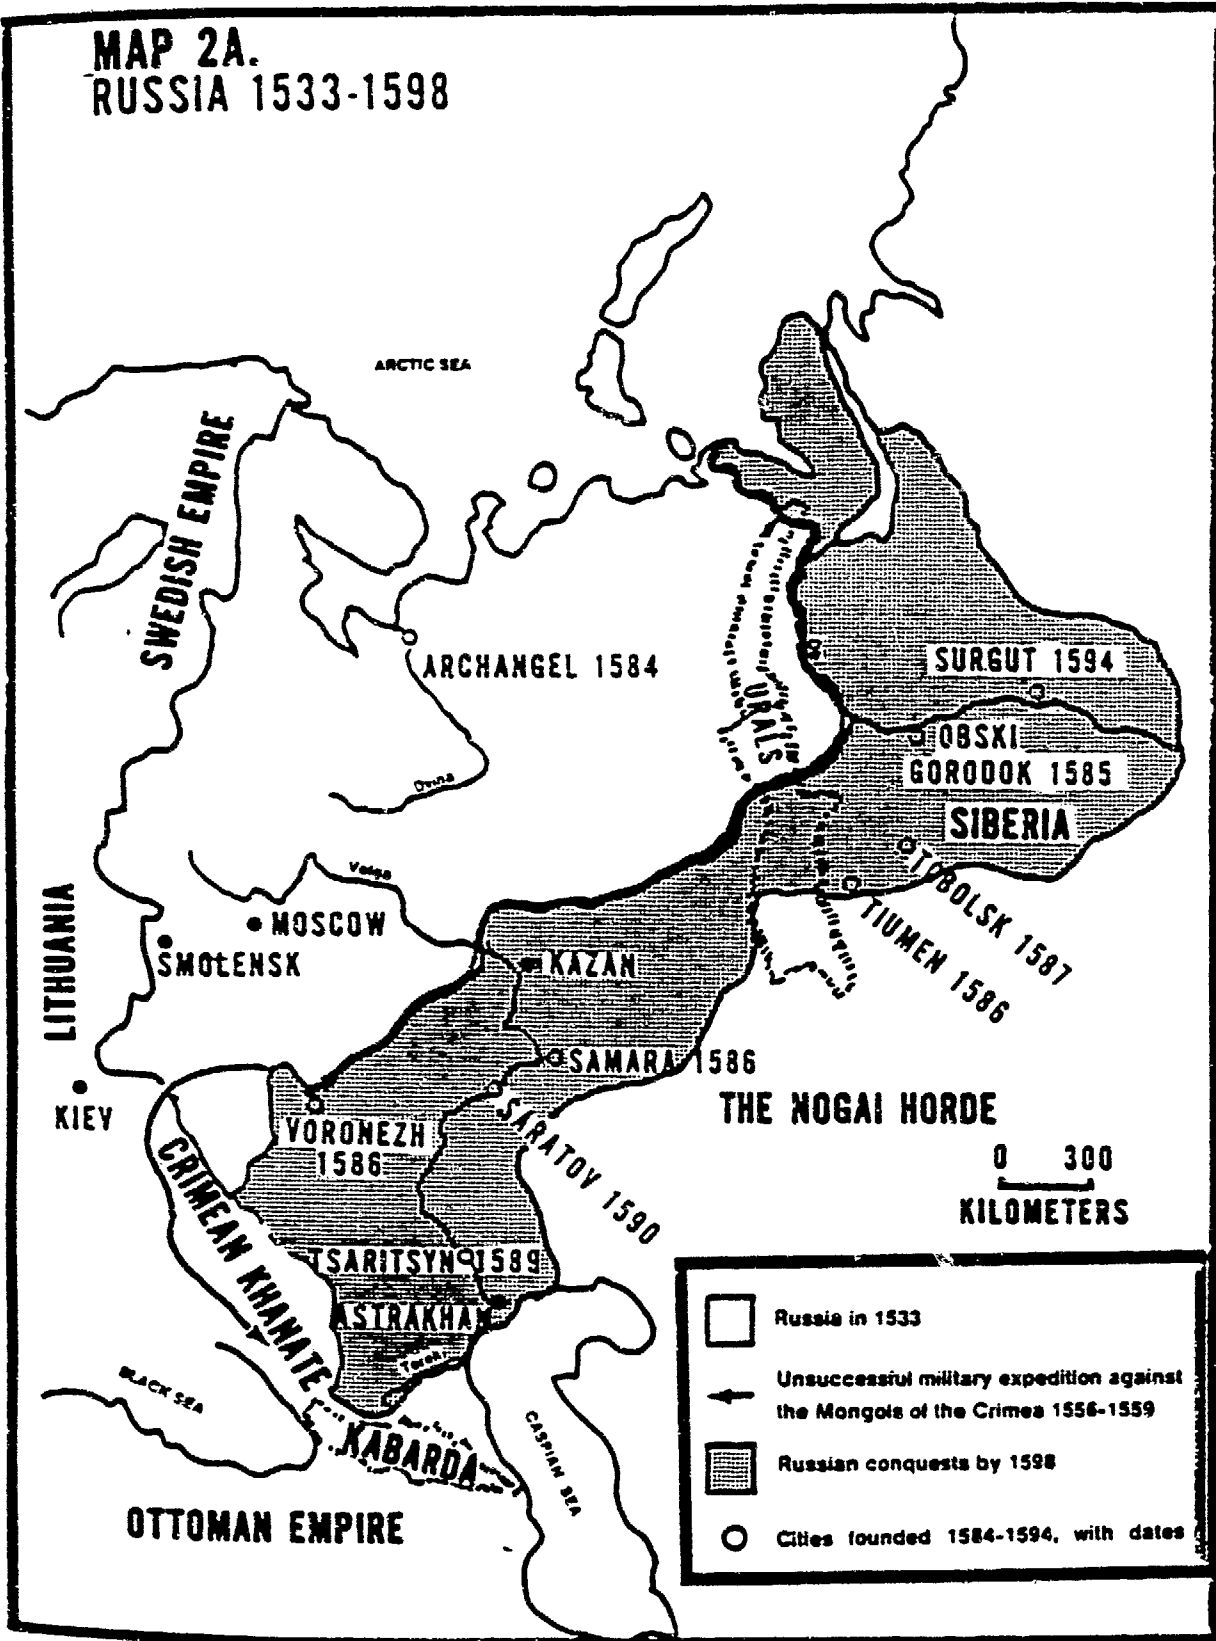 MAP 2A.
RUSSIA 1533-1598
ARCTIC SEA
SWEDISH EMPIRE
ARCHANGEL 1584
URALS
SURGUT 1594
OBSKI
GORODOK 1585
SIBERIA
Dvina
Volga
TOBOLSK 1587
TIUMEN 1586
LITHUANIA
MOSCOW
SMOLENSK
KAZAN
SAMARA 1586
KIEV
THE NOGAI HORDE
VORONEZH
1586
SARATOV 1590
0 300
KILOMETERS
CRIMEAN KHANATE
TSARITSYN 1589
ASTRAKHAN
Terek
BLACK SEA
CASPIAN SEA
KABARDA
OTTOMAN EMPIRE
Russia in 1533
Unsuccessful military expedition against
the Mongols of the Crimea 1556-1559
Russian conquests by 1598
Cities founded 1584-1594, with dates